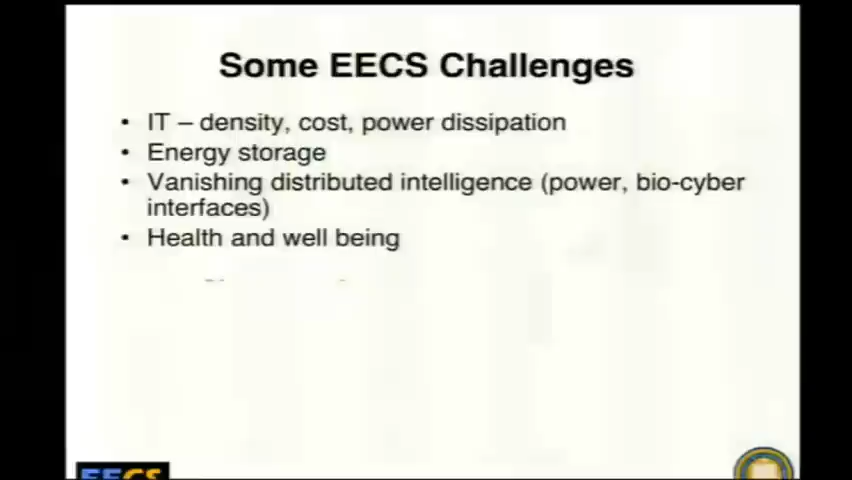 Some EECS Challenges
• IT – density, cost, power dissipation
• Energy storage
• Vanishing distributed intelligence (power, bio-cyber
interfaces)
• Health and well being
EECS